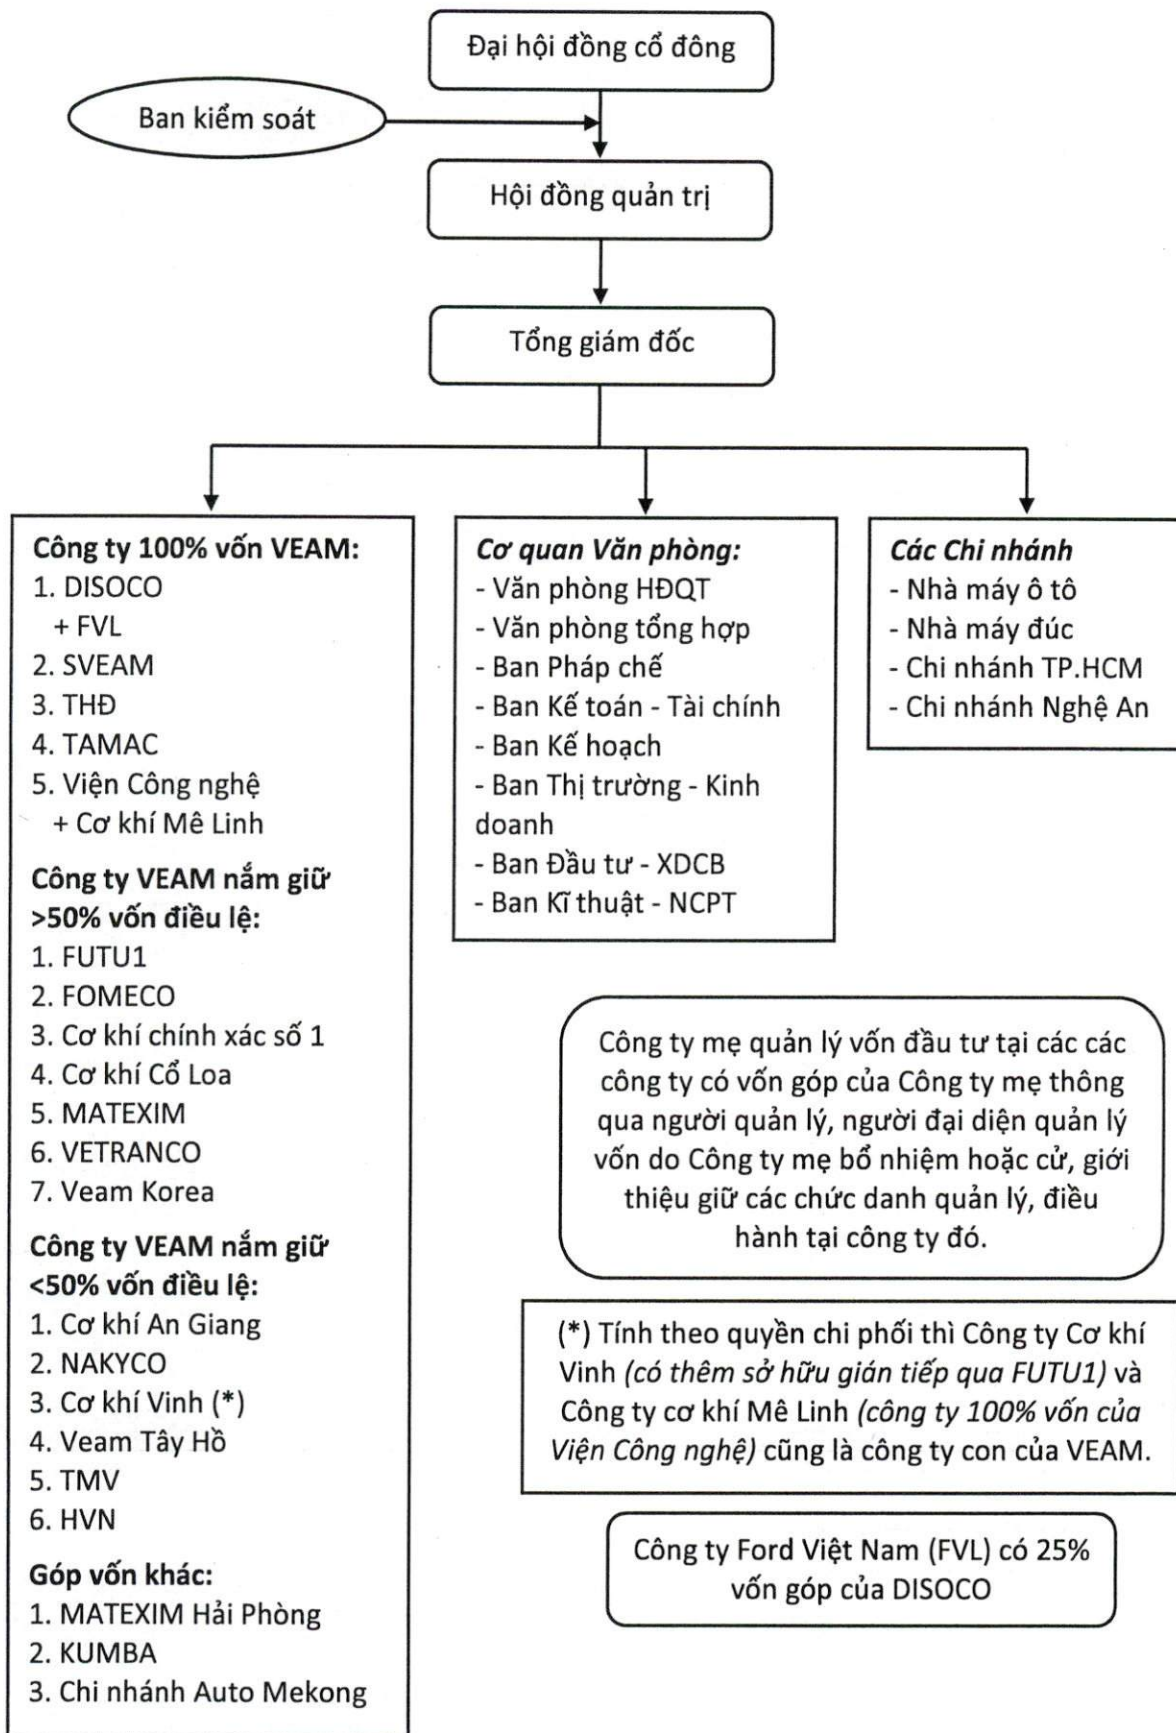 Đại hội đồng cổ đông
Ban kiểm soát
Hội đồng quản trị
Tổng giám đốc
Công ty 100% vốn VEAM:
1. DISOCO
+ FVL
2. SVEAM
3. THĐ
4. TAMAC
5. Viện Công nghệ
+ Cơ khí Mê Linh
Công ty VEAM nắm giữ
>50% vốn điều lệ:
1. FUTU1
2. FOMECO
3. Cơ khí chính xác số 1
4. Cơ khí Cổ Loa
5. MATEXIM
6. VETRANCO
7. Veam Korea
Công ty VEAM nắm giữ
<50% vốn điều lệ:
1. Cơ khí An Giang
2. NAKYCO
3. Cơ khí Vinh (*)
4. Veam Tây Hồ
5. TMV
6. HVN
Góp vốn khác:
1. MATEXIM Hải Phòng
2. KUMBA
3. Chi nhánh Auto Mekong
Cơ quan Văn phòng:
- Văn phòng HĐQT
- Văn phòng tổng hợp
- Ban Pháp chế
- Ban Kế toán - Tài chính
- Ban Kế hoạch
- Ban Thị trường - Kinh
doanh
- Ban Đầu tư - XDCB
- Ban Kĩ thuật - NCPT
Các Chi nhánh
- Nhà máy ô tô
- Nhà máy đúc
- Chi nhánh TP.HCM
- Chi nhánh Nghệ An
Công ty mẹ quản lý vốn đầu tư tại các các
công ty có vốn góp của Công ty mẹ thông
qua người quản lý, người đại diện quản lý
vốn do Công ty mẹ bổ nhiệm hoặc cử, giới
thiệu giữ các chức danh quản lý, điều
hành tại công ty đó.
(*) Tính theo quyền chi phối thì Công ty Cơ khí
Vinh (có thêm sở hữu gián tiếp qua FUTU1) và
Công ty cơ khí Mê Linh (công ty 100% vốn của
Viện Công nghệ) cũng là công ty con của VEAM.
Công ty Ford Việt Nam (FVL) có 25%
vốn góp của DISOCO